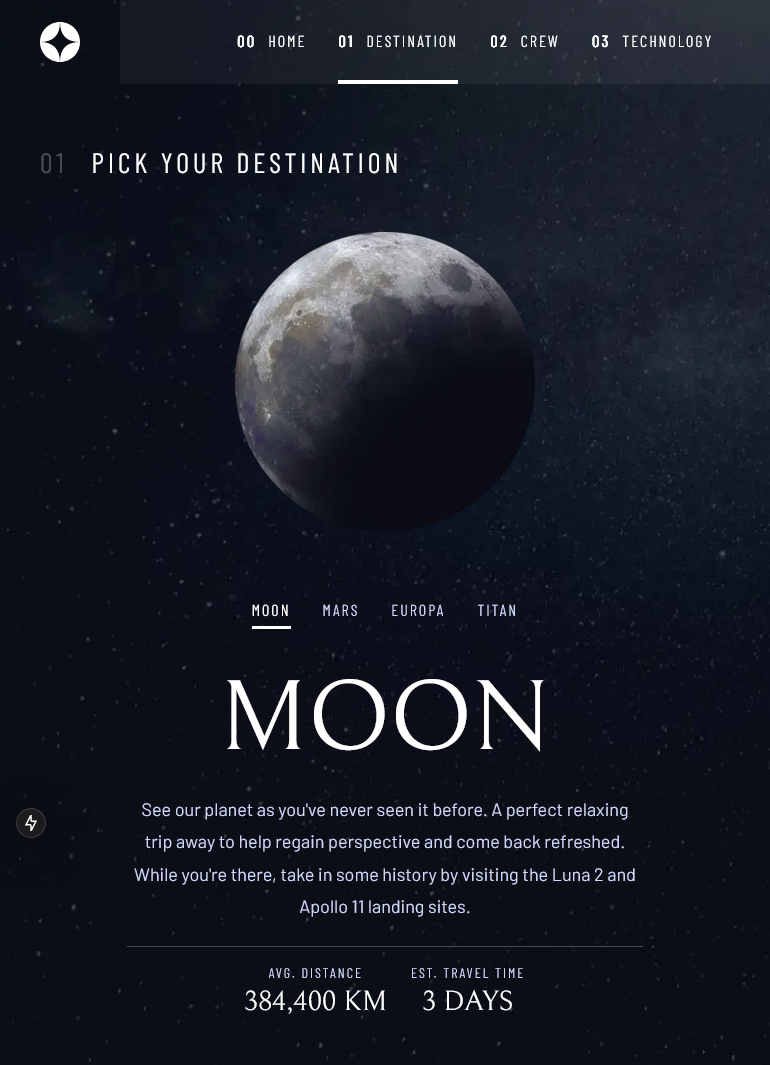 00 HOME 01 DESTINATION 02 CREW 03 TECHNOLOGY
01 PICK YOUR DESTINATION
MOON MARS EUROPA TITAN
MOON
See our planet as you've never seen it before. A perfect relaxing
trip away to help regain perspective and come back refreshed.
While you're there, take in some history by visiting the Luna 2 and
Apollo 11 landing sites.
AVG. DISTANCE EST. TRAVEL TIME
384,400 KM 3 DAYS